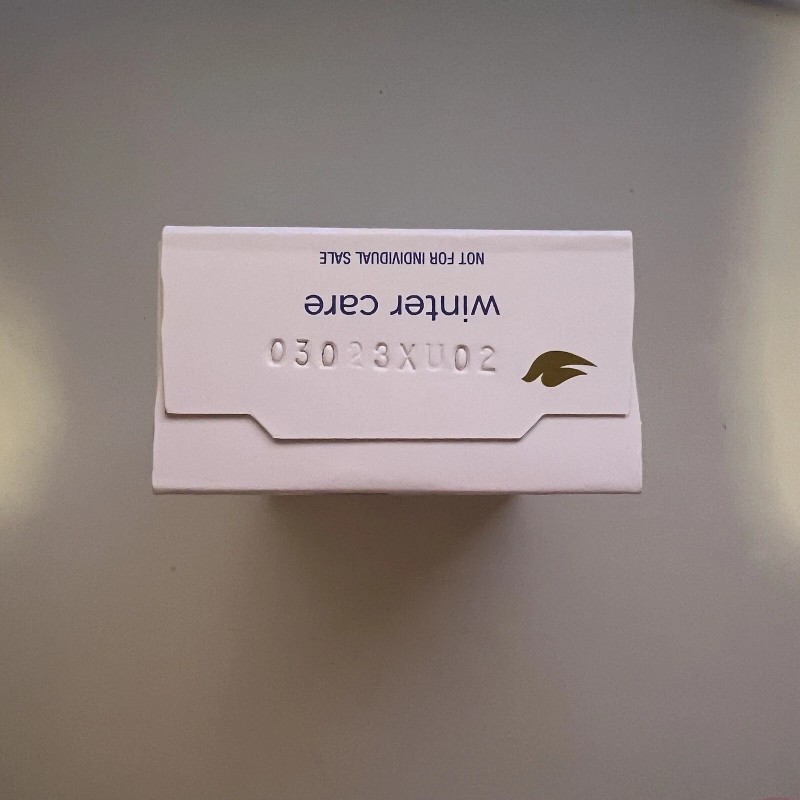 NOT FOR INDIVIDUAL SALE
winter care
03023XU02